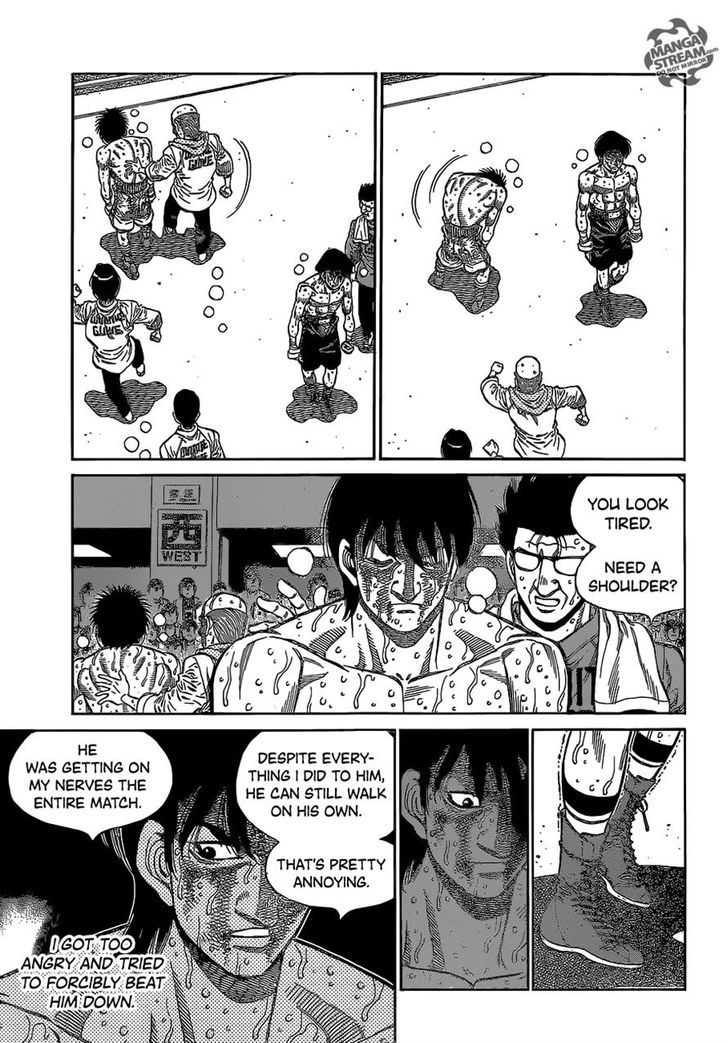 MANGA
STREAM.COM
DO NOT MIRROR
GLOVE
GLOVE
西
WEST
YOU LOOK
TIRED.
NEED A
SHOULDER?
DESPITE EVERY-
THING I DID TO HIM,
HE CAN STILL WALK
ON HIS OWN.
THAT'S PRETTY
ANNOYING.
HE
WAS GETTING ON
MY NERVES THE
ENTIRE MATCH.
I GOT TOO
ANGRY AND TRIED
TO FORCIBLY BEAT
HIM DOWN.